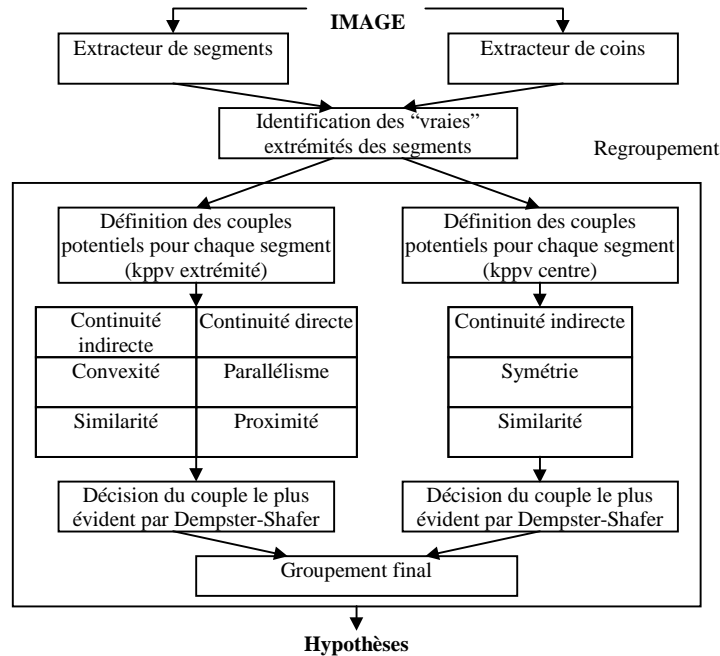 IMAGE
Extracteur de segments
Extracteur de coins
Identification des “vraies”
extrémités des segments
Regroupement
Définition des couples
potentiels pour chaque segment
(kppv extrémité)
Définition des couples
potentiels pour chaque segment
(kppv centre)
Continuité
indirecte
Continuité directe
Convexité
Parallélisme
Similarité
Proximité
Continuité indirecte
Symétrie
Similarité
Décision du couple le plus
évident par Dempster-Shafer
Décision du couple le plus
évident par Dempster-Shafer
Groupement final
Hypothèses